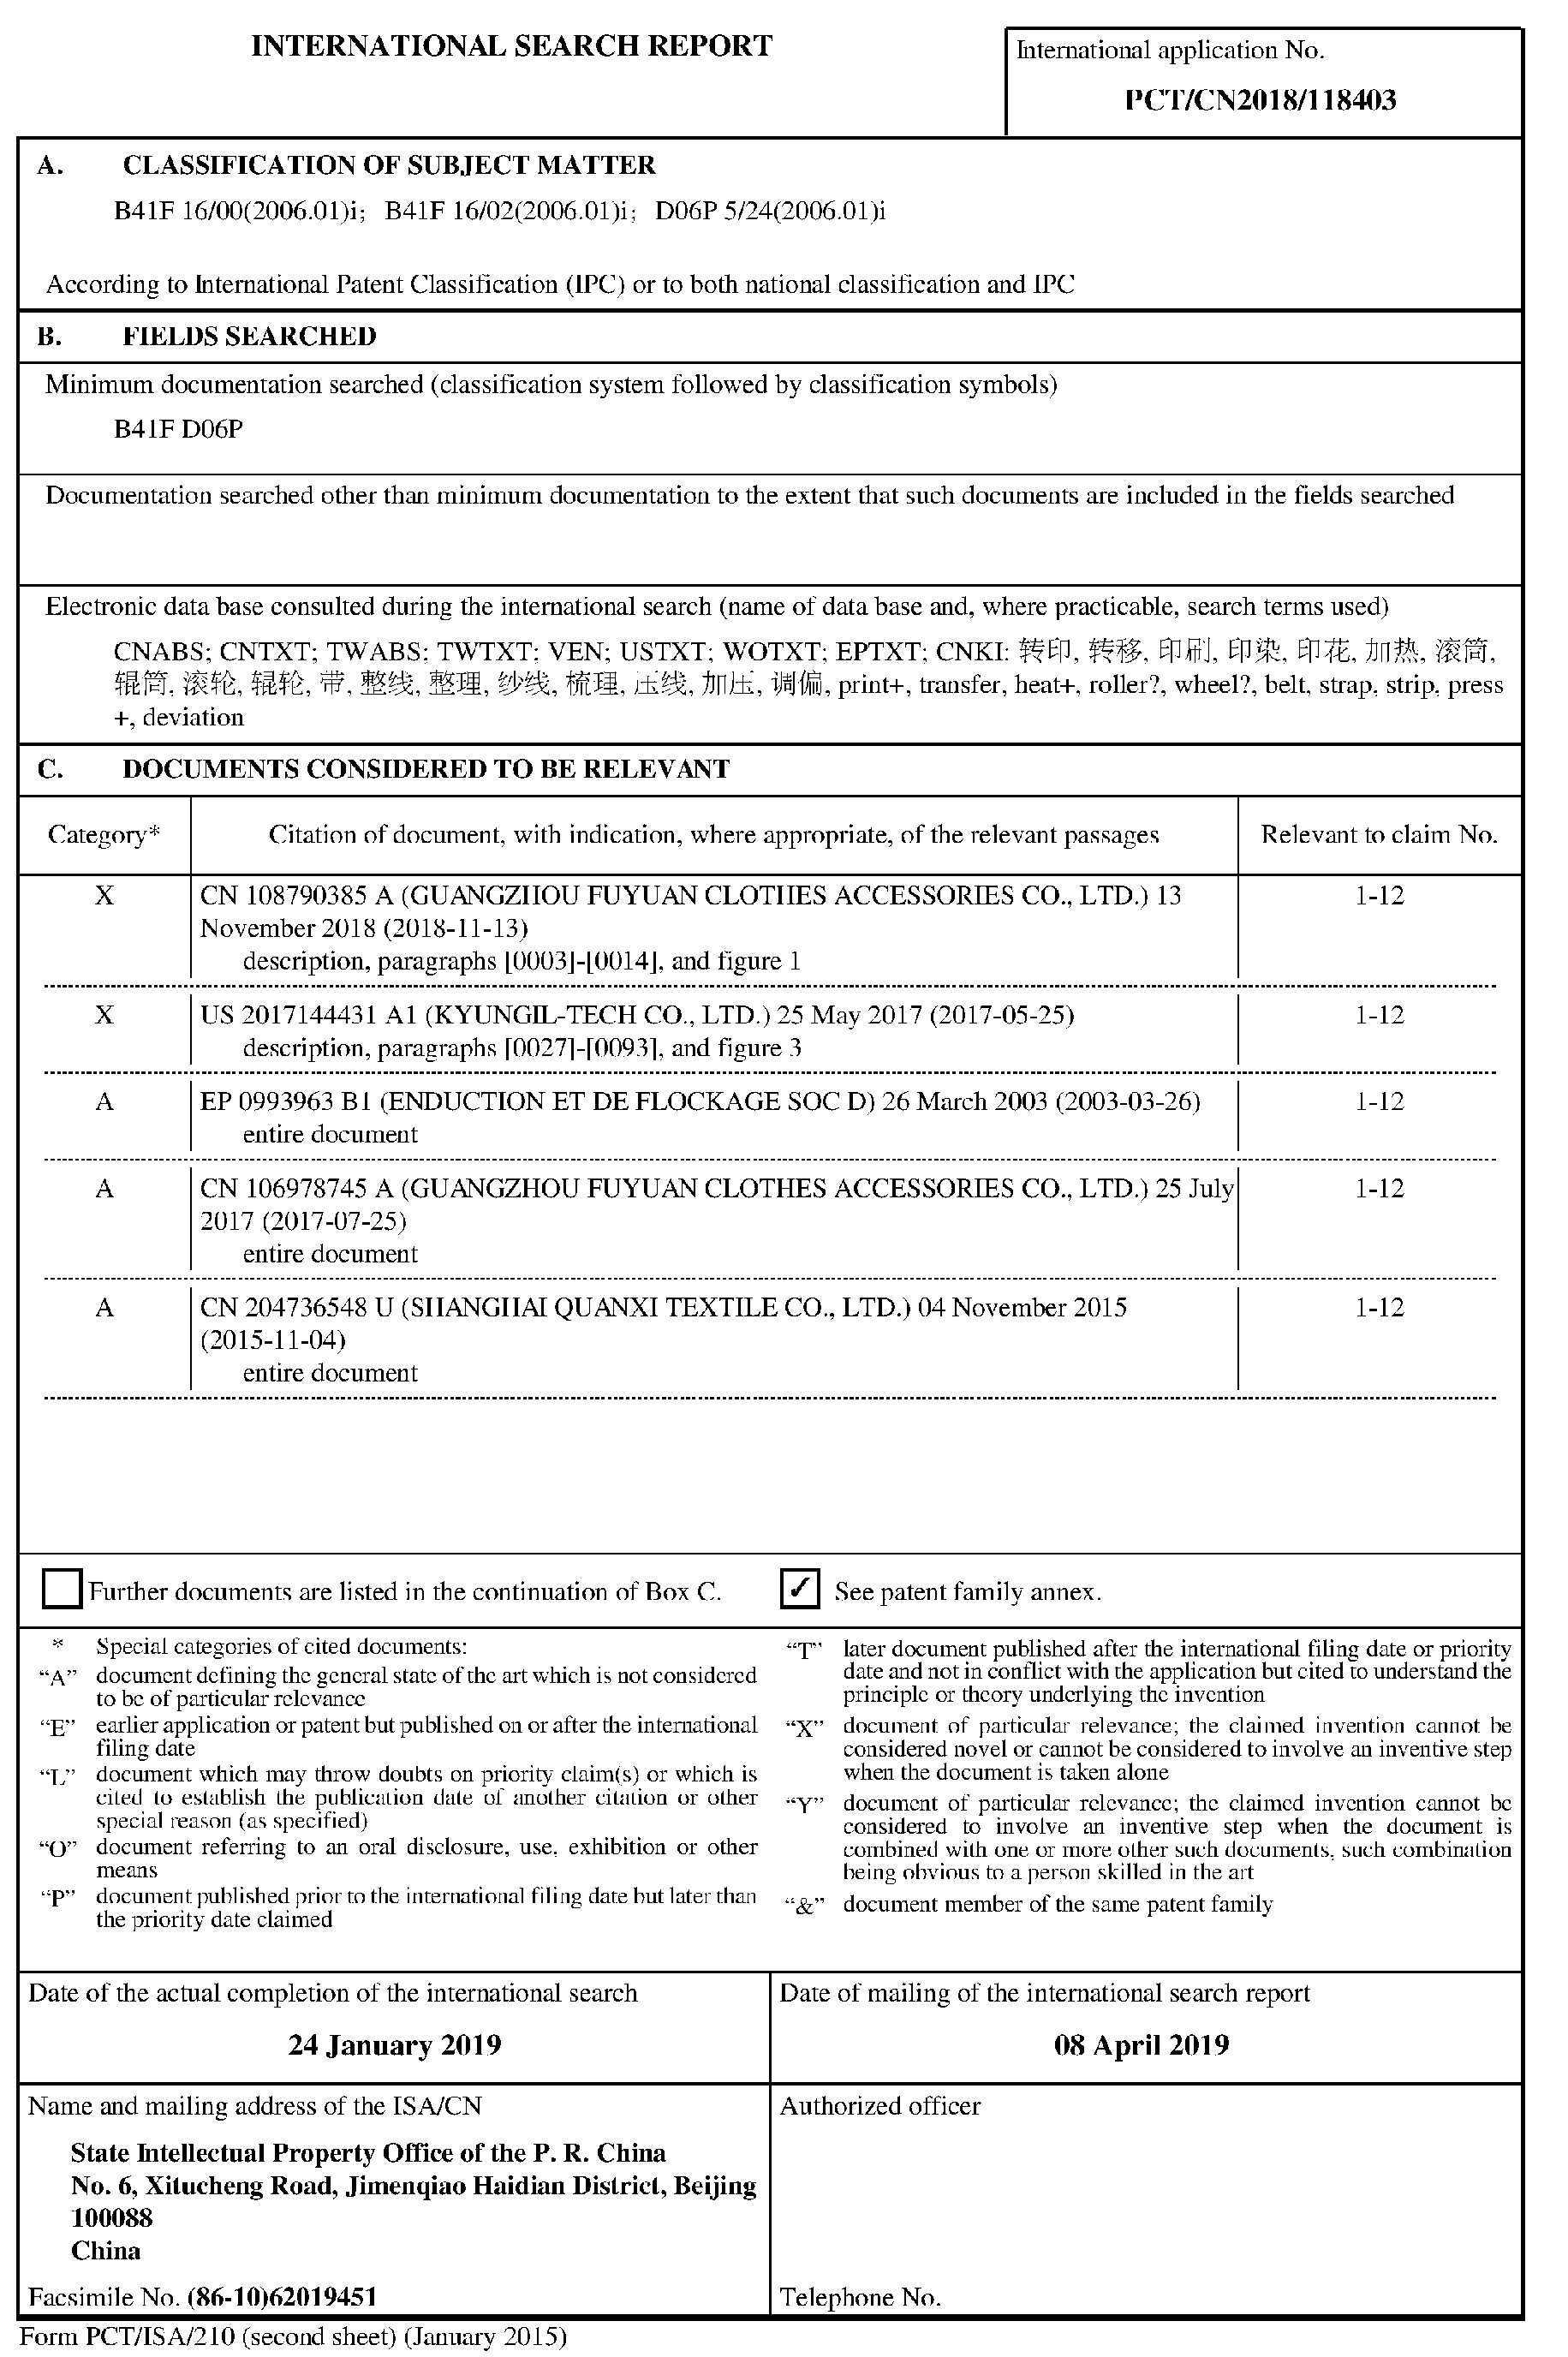 INTERNATIONAL SEARCH REPORT
International application No.
PCT/CN2018/118403
A. CLASSIFICATION OF SUBJECT MATTER
B41F 16/00(2006.01)i; B41F 16/02(2006.01)i; D06P 5/24(2006.01)i
According to International Patent Classification (IPC) or to both national classification and IPC
B. FIELDS SEARCHED
Minimum documentation searched (classification system followed by classification symbols)
B41F D06P
Documentation searched other than minimum documentation to the extent that such documents are included in the fields searched
Electronic data base consulted during the international search (name of data base and, where practicable, search terms used)
CNABS; CNTXT; TWABS; TWTXT; VEN; USTXT; WOTXT; EPTXT; CNKI: 转印, 转移, 印刷, 印染, 印花, 加热, 滚筒,
辊筒, 滚轮, 辊轮, 带, 整线, 整理, 纱线, 梳理, 压线, 加压, 调偏, print+, transfer, heat+, roller?, wheel?, belt, strap, strip, press
+, deviation
C. DOCUMENTS CONSIDERED TO BE RELEVANT
Category* Citation of document, with indication, where appropriate, of the relevant passages Relevant to claim No.
X CN 108790385 A (GUANGZHOU FUYUAN CLOTHES ACCESSORIES CO., LTD.) 13 1-12
November 2018 (2018-11-13)
description, paragraphs [0003]-[0014], and figure 1
X US 2017144431 A1 (KYUNGIL-TECH CO., LTD.) 25 May 2017 (2017-05-25) 1-12
description, paragraphs [0027]-[0093], and figure 3
A EP 0993963 B1 (ENDUCTION ET DE FLOCKAGE SOC D) 26 March 2003 (2003-03-26) 1-12
entire document
A CN 106978745 A (GUANGZHOU FUYUAN CLOTHES ACCESSORIES CO., LTD.) 25 July 1-12
2017 (2017-07-25)
entire document
A CN 204736548 U (SHANGHAI QUANXI TEXTILE CO., LTD.) 04 November 2015 1-12
(2015-11-04)
entire document
Further documents are listed in the continuation of Box C.
✓ See patent family annex.
* Special categories of cited documents:
“A” document defining the general state of the art which is not considered
to be of particular relevance
“E” earlier application or patent but published on or after the international
filing date
“L” document which may throw doubts on priority claim(s) or which is
cited to establish the publication date of another citation or other
special reason (as specified)
“O” document referring to an oral disclosure, use, exhibition or other
means
“P” document published prior to the international filing date but later than
the priority date claimed
“T” later document published after the international filing date or priority
date and not in conflict with the application but cited to understand the
principle or theory underlying the invention
“X” document of particular relevance; the claimed invention cannot be
considered novel or cannot be considered to involve an inventive step
when the document is taken alone
“Y” document of particular relevance; the claimed invention cannot be
considered to involve an inventive step when the document is
combined with one or more other such documents, such combination
being obvious to a person skilled in the art
“&” document member of the same patent family
Date of the actual completion of the international search
24 January 2019
Date of mailing of the international search report
08 April 2019
Name and mailing address of the ISA/CN
State Intellectual Property Office of the P. R. China
No. 6, Xitucheng Road, Jimenqiao Haidian District, Beijing
100088
China
Facsimile No. (86-10)62019451
Authorized officer
Telephone No.
Form PCT/ISA/210 (second sheet) (January 2015)